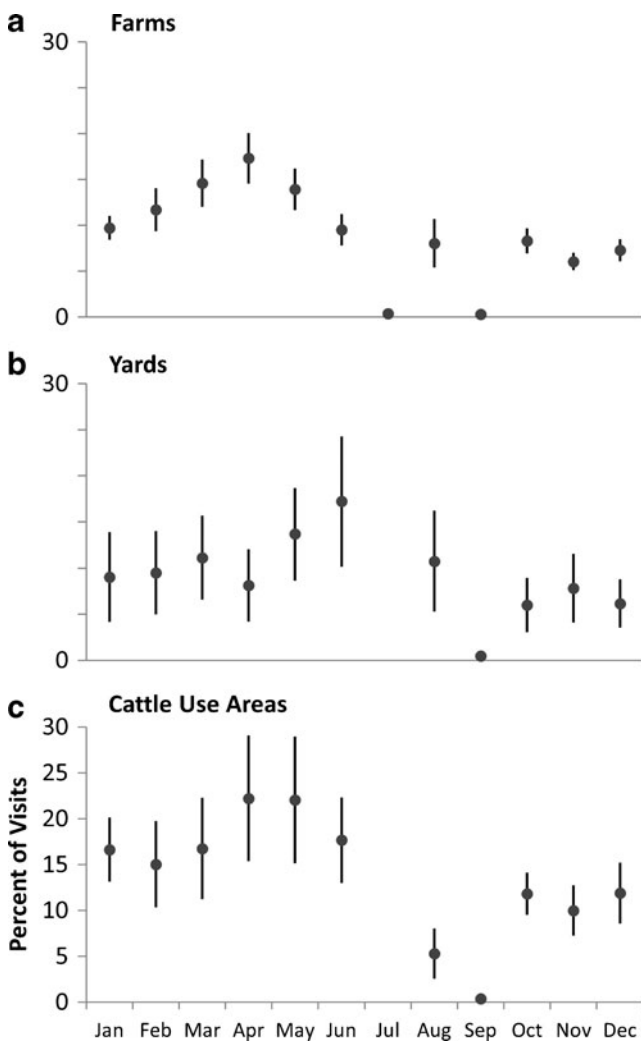 a Farms
30
0
b Yards
30
0
c Cattle Use Areas
30
25
20
15
10
5
0
Percent of Visits
Jan Feb Mar Apr May Jun Jul Aug Sep Oct Nov Dec